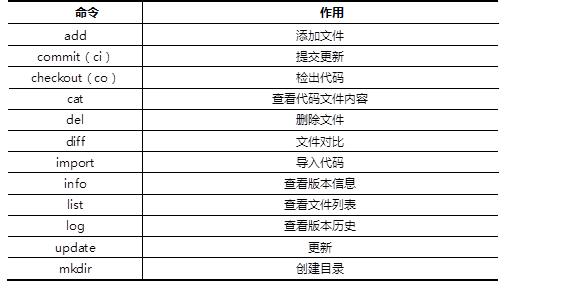 命令 作用
add 添加文件
commit（ci） 提交更新
checkout（co） 检出代码
cat 查看代码文件内容
del 删除文件
diff 文件对比
import 导入代码
info 查看版本信息
list 查看文件列表
log 查看版本历史
update 更新
mkdir 创建目录